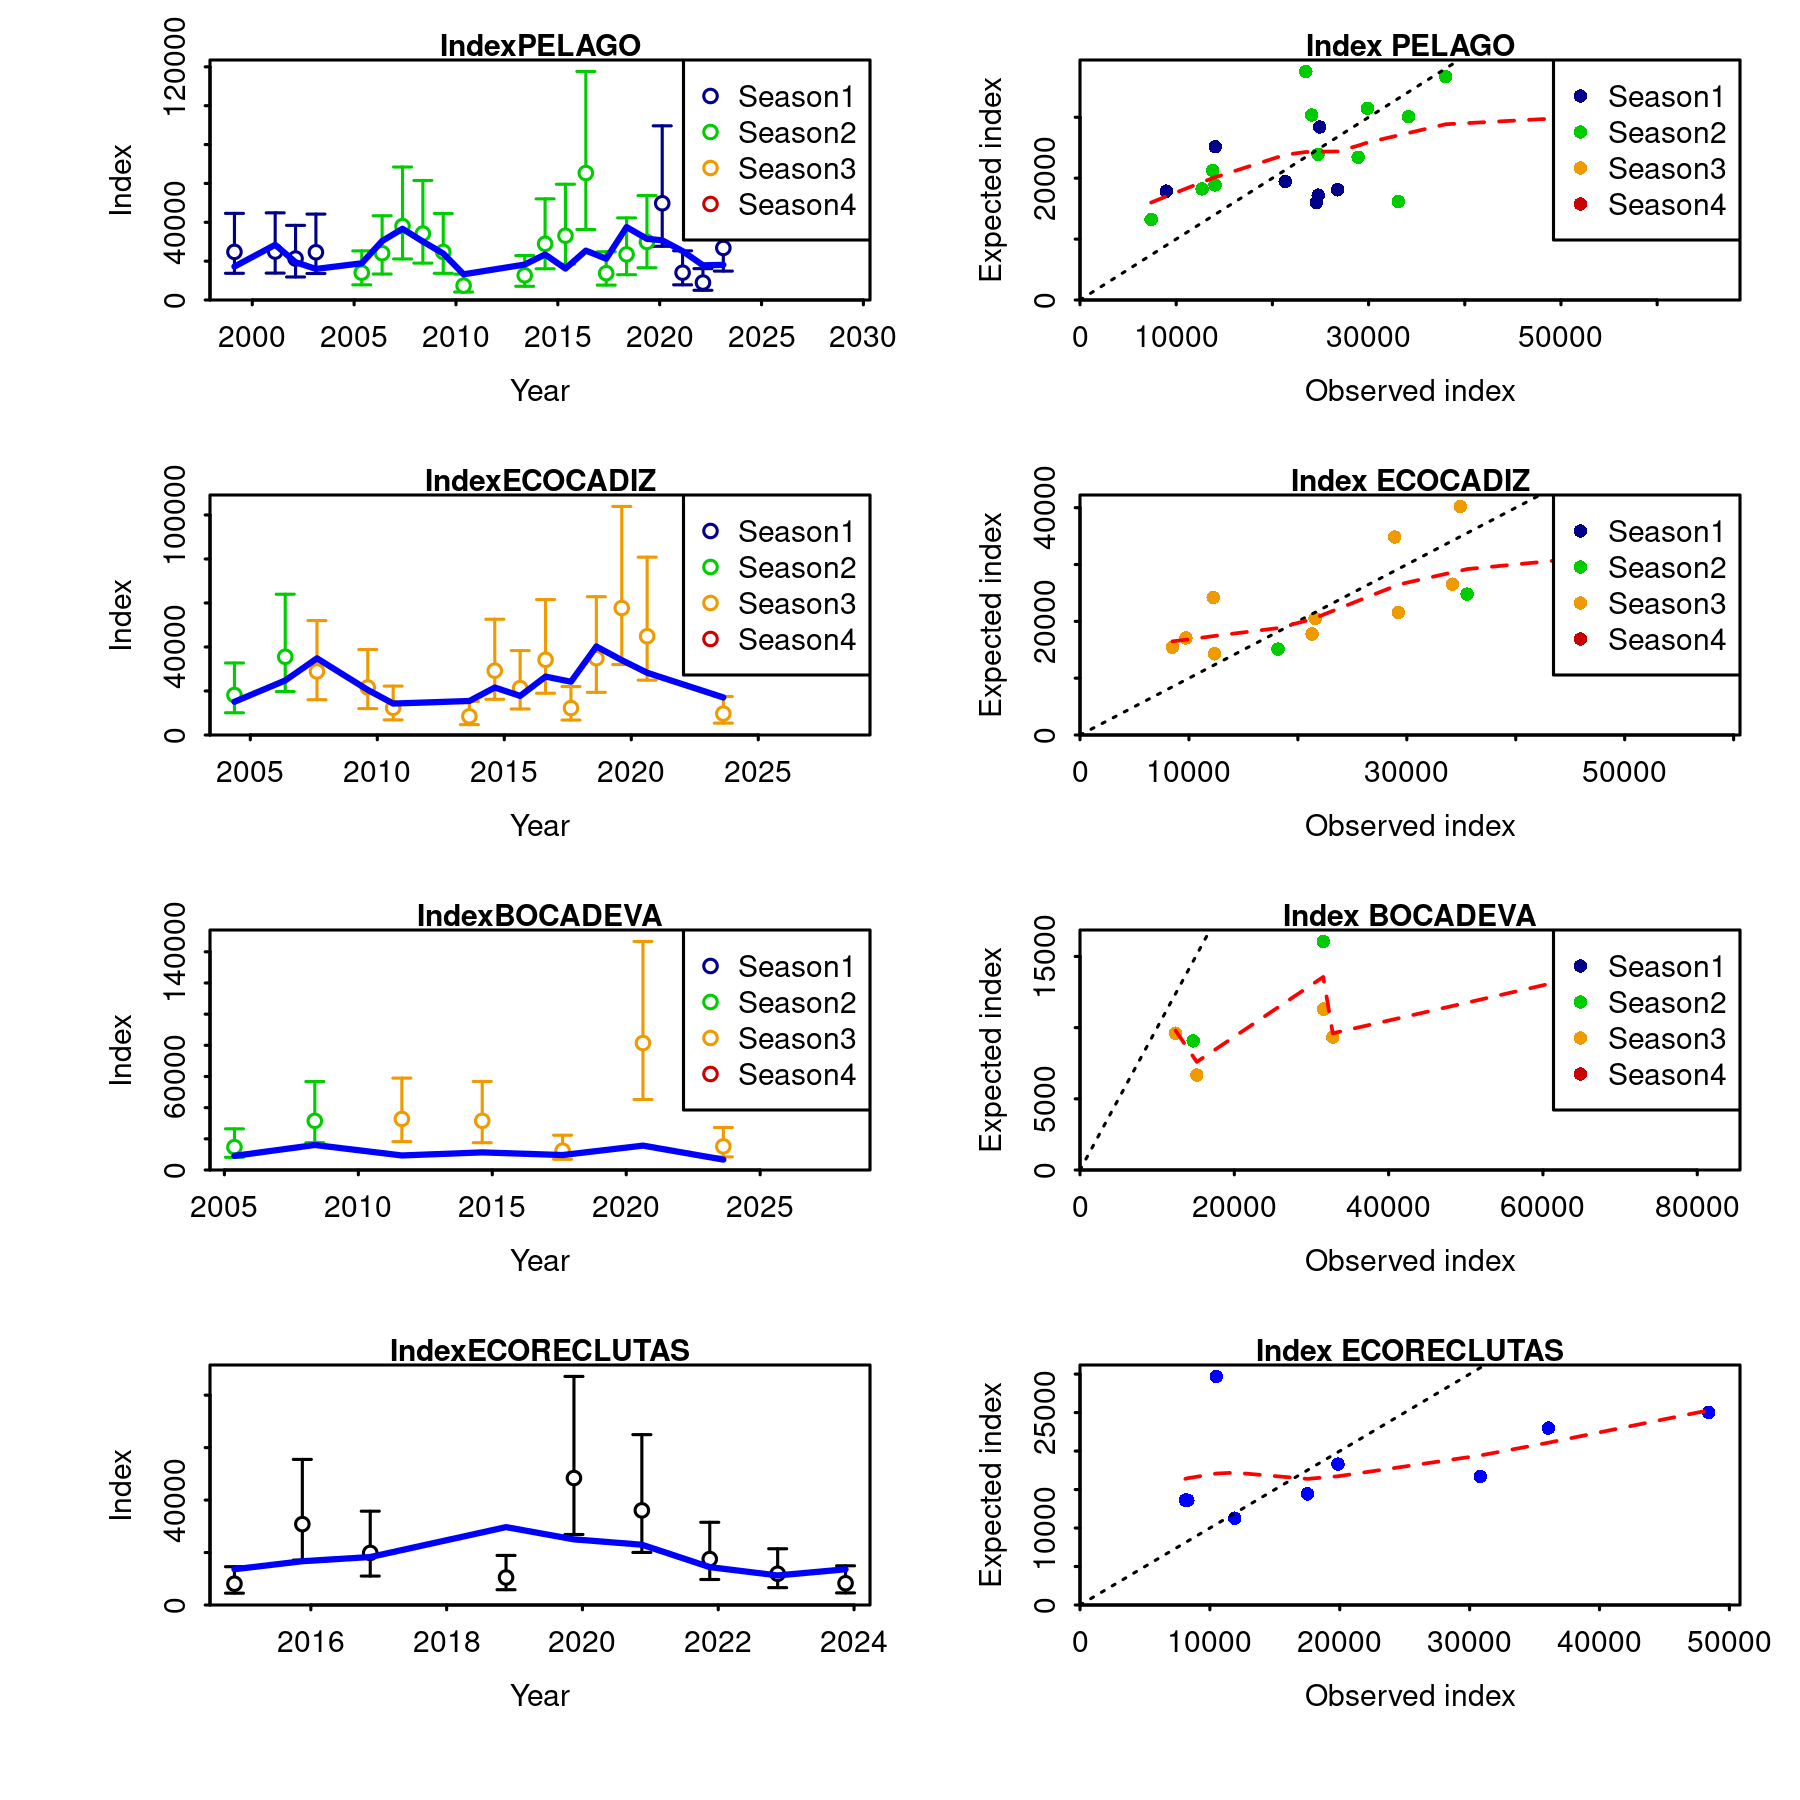 IndexPELAGO
Index
0
40000
120000
Season1
Season2
Season3
Season4
2000 2005 2010 2015 2020 2025 2030
Year
Index PELAGO
Expected index
0
20000
Season1
Season2
Season3
Season4
0 10000 30000 50000
Observed index
IndexECOCADIZ
Index
0
40000
100000
Season1
Season2
Season3
Season4
2005 2010 2015 2020 2025
Year
Index ECOCADIZ
Expected index
0
20000
40000
Season1
Season2
Season3
Season4
0 10000 30000 50000
Observed index
IndexBOCADEVA
Index
0
60000
140000
Season1
Season2
Season3
Season4
2005 2010 2015 2020 2025
Year
Index BOCADEVA
Expected index
0
5000
15000
Season1
Season2
Season3
Season4
0 20000 40000 60000 80000
Observed index
IndexECORECLUTAS
Index
0
40000
2016 2018 2020 2022 2024
Year
Index ECORECLUTAS
Expected index
0
10000
25000
0 10000 20000 30000 40000 50000
Observed index